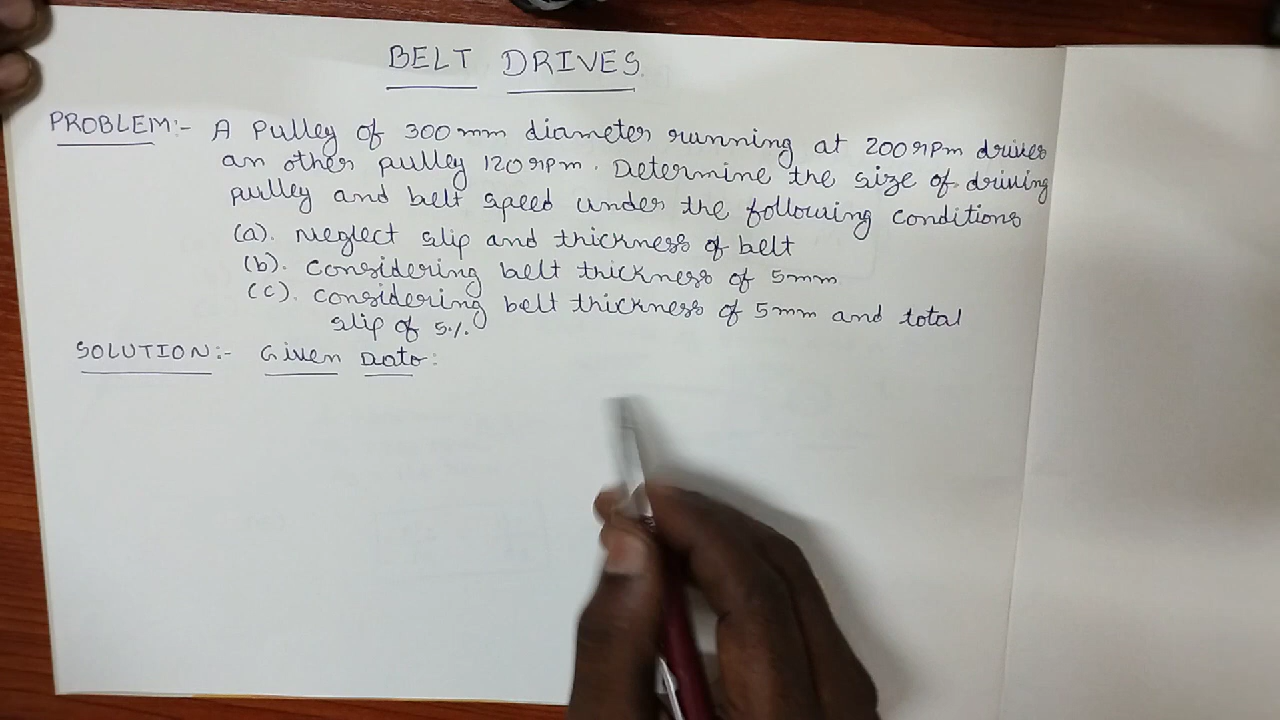 BELT DRIVES
PROBLEM:- A Pulley of 300mm diameter running at 200rpm drives
an other pulley 120rpm. Determine the size of driving
pulley and belt speed under the following conditions
(a). Neglect slip and thickness of belt
(b). Considering belt thickness of 5mm
(c). Considering belt thickness of 5mm and total
slip of 5%
SOLUTION:- Given Data: